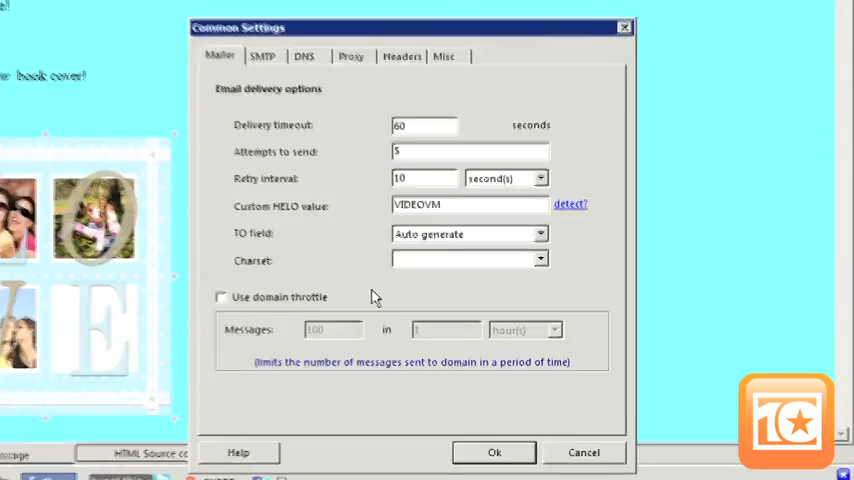 book cover!
Common Settings
Mailer SMTP DNS Proxy Headers Misc
Email delivery options
Delivery timeout: 60 seconds
Attempts to send: 5
Retry interval: 10 second(s)
Custom HELO value: VIDEOVM detect?
TO field: Auto generate
Charset:
Use domain throttle
Messages: 100 in 1 hour(s)
(limits the number of messages sent to domain in a period of time)
Help Ok Cancel
O
E
HTML Source
1C